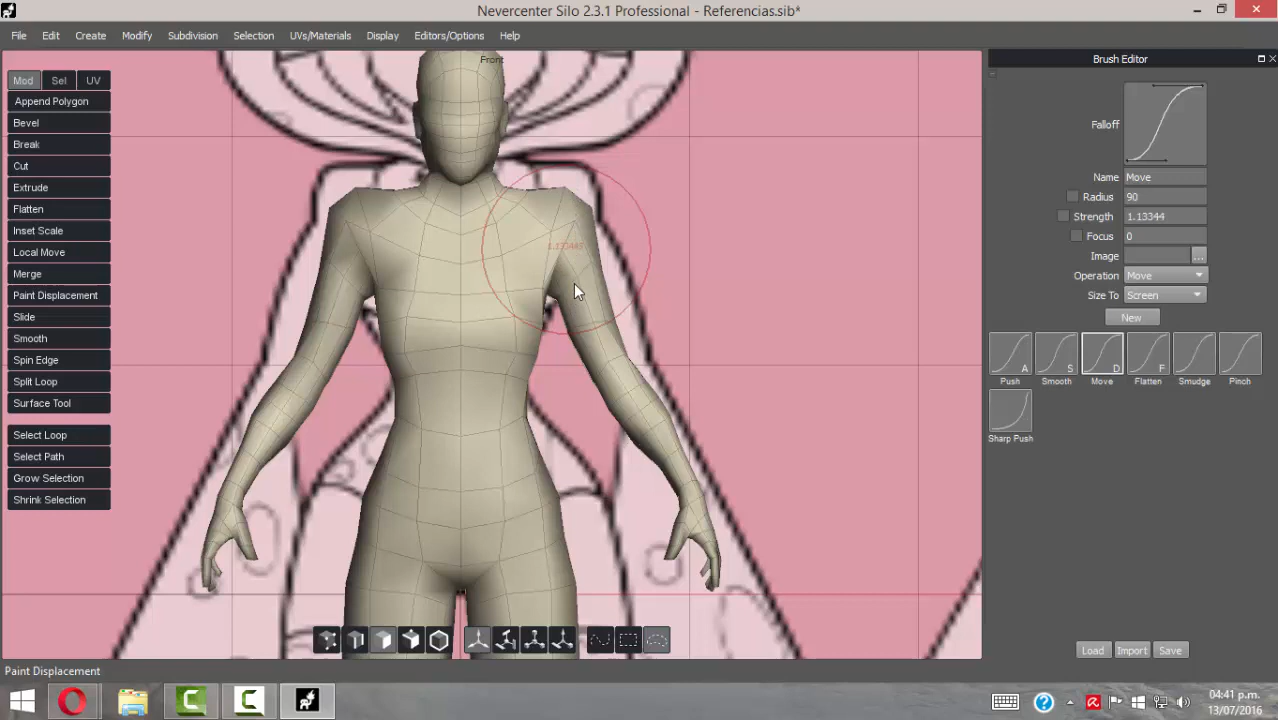 Nevercenter Silo 2.3.1 Professional - Referencias.sib*
File Edit Create Modify Subdivision Selection UVs/Materials Display Editors/Options Help
Front
Mod Sel UV
Append Polygon
Bevel
Break
Cut
Extrude
Flatten
Inset Scale
Local Move
Merge
Paint Displacement
Slide
Smooth
Spin Edge
Split Loop
Surface Tool
Select Loop
Select Path
Grow Selection
Shrink Selection
Brush Editor
Falloff
Name Move
Radius 90
Strength 1.13344
Focus 0
Image ...
Operation Move
Size To Screen
New
A S D F
Push Smooth Move Flatten Smudge Pinch
Sharp Push
Load Import Save
Paint Displacement
04:41 p.m.
13/07/2016